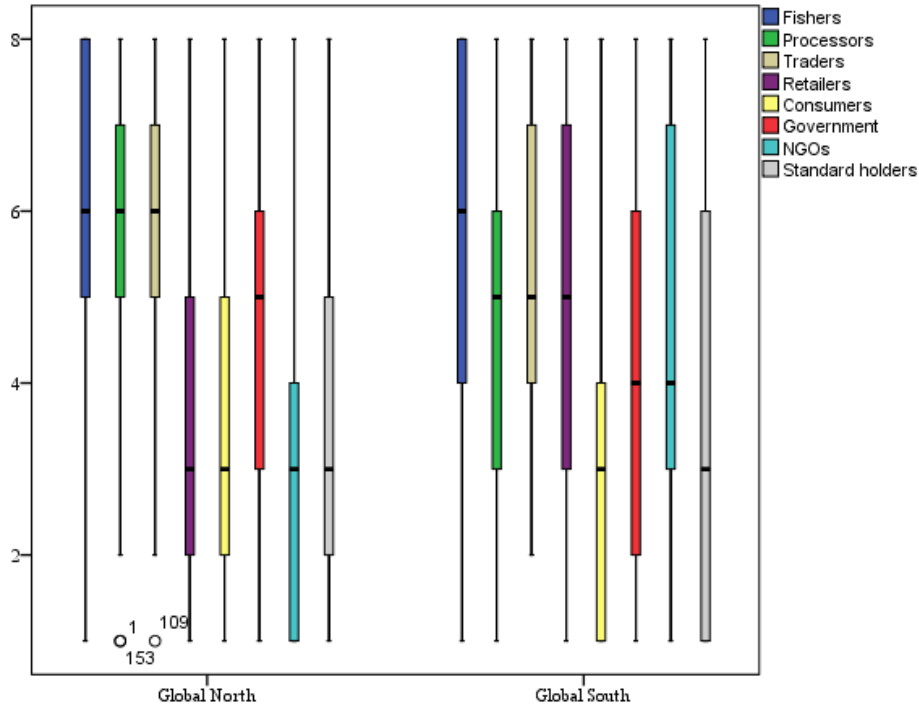 8
6
4
2
1
109
153
Global North
Global South
Fishers
Processors
Traders
Retailers
Consumers
Government
NGOs
Standard holders